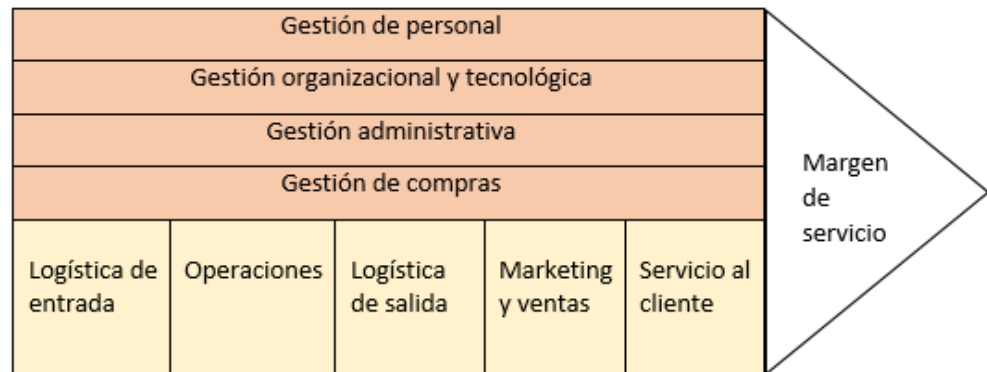 Gestión de personal
Gestión organizacional y tecnológica
Gestión administrativa
Gestión de compras
Logística de
entrada
Operaciones
Logística
de salida
Marketing
y ventas
Servicio al
cliente
Margen
de
servicio